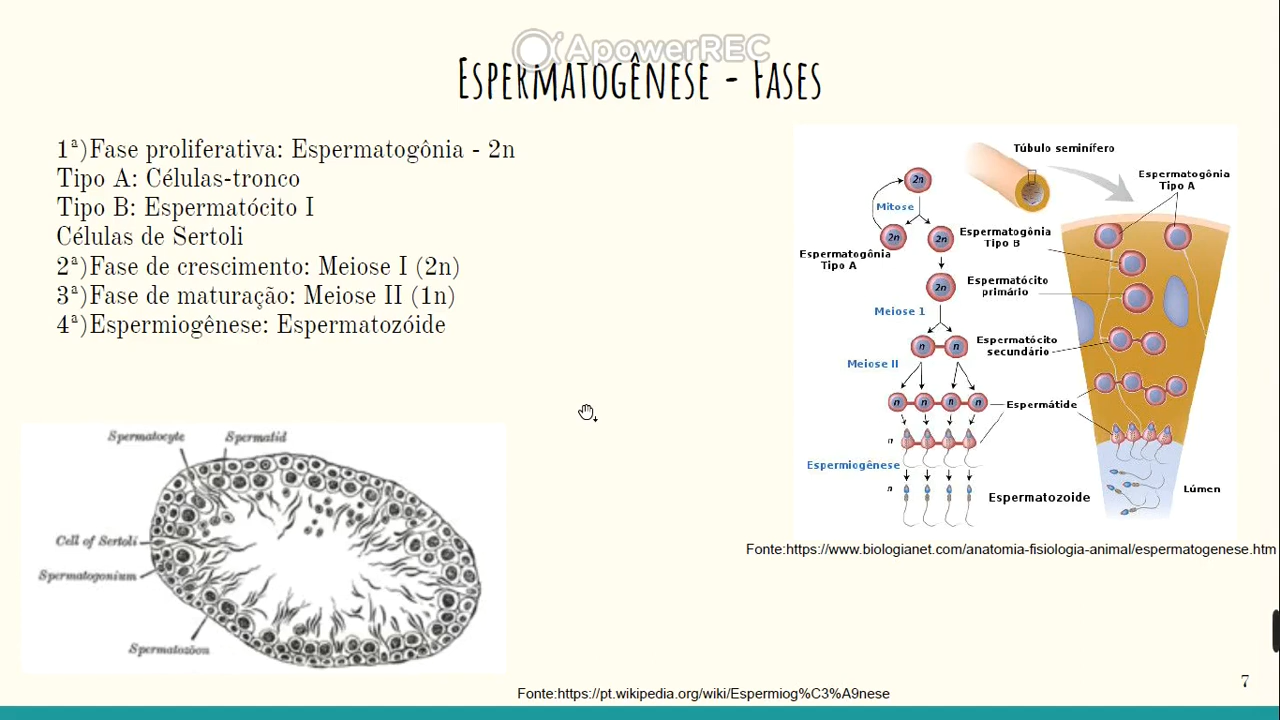 ApowerREC
Espermatogênese - Fases
1ª)Fase proliferativa: Espermatogônia - 2n
Tipo A: Células-tronco
Tipo B: Espermatócito I
Células de Sertoli
2ª)Fase de crescimento: Meiose I (2n)
3ª)Fase de maturação: Meiose II (1n)
4ª)Espermiogênese: Espermatozóide
Túbulo seminífero
Espermatogônia
Tipo A
2n
Mitose
2n
2n
Espermatogônia
Tipo A
Espermatogônia
Tipo B
2n
Espermatócito
primário
Meiose 1
n
n
Espermatócito
secundário
Meiose II
n
n
n
n
Espermátide
n
Espermiogênese
n
Espermatozoide
Lúmen
Fonte:https://www.biologianet.com/anatomia-fisiologia-animal/espermatogenese.htm
Spermatocyte
Spermatid
Cell of Sertoli
Spermatogonium
Spermatozöon
Fonte:https://pt.wikipedia.org/wiki/Espermiog%C3%A9nese
7